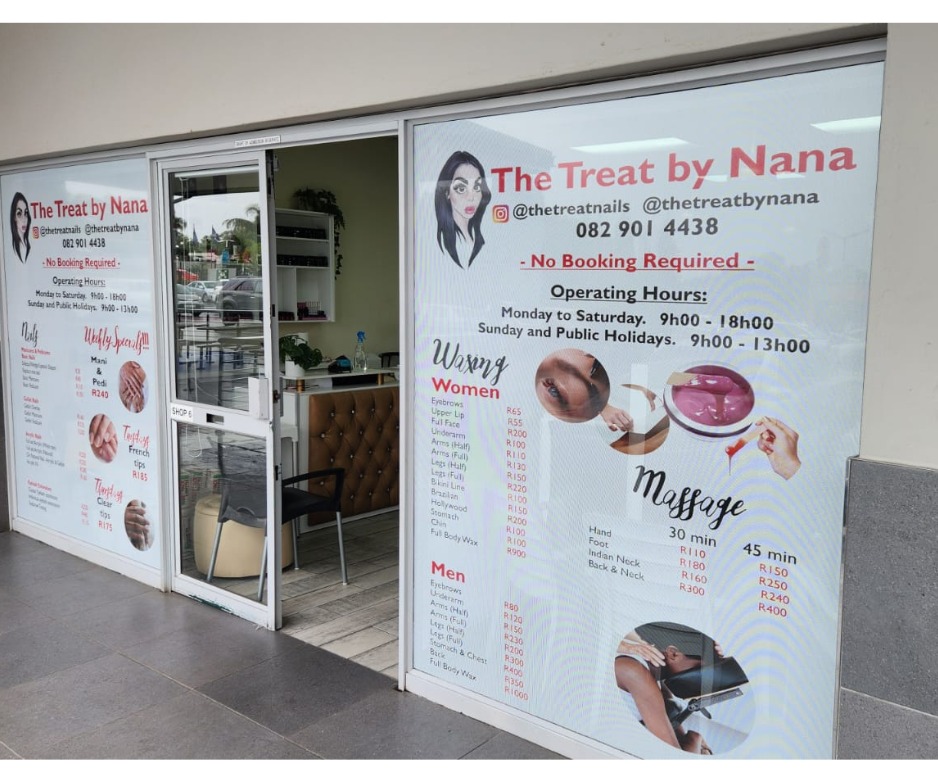 The Treat by Nana
@thetreatnails @thetreatbynana
082 901 4438
- No Booking Required -
Operating Hours:
Monday to Saturday. 9h00 - 18h00
Sunday and Public Holidays. 9h00 - 13h00
Nails
Weekly Specials!!!
Mani
&
Pedi
R240
Tuesday
French
tips
R185
Thursday
Clear
tips
R175
SHOP 6
The Treat by Nana
@thetreatnails @thetreatbynana
082 901 4438
- No Booking Required -
Operating Hours:
Monday to Saturday. 9h00 - 18h00
Sunday and Public Holidays. 9h00 - 13h00
Waxing
Women
Eyebrows R65
Upper Lip R55
Full Face R200
Underarm R100
Arms (Half) R110
Arms (Full) R130
Legs (Half) R150
Legs (Full) R220
Bikini Line R100
Brazilian R150
Hollywood R200
Stomach R100
Chin R100
Full Body Wax R900
Men
Eyebrows R80
Underarm R120
Arms (Half) R150
Arms (Full) R230
Legs (Half) R200
Legs (Full) R300
Stomach & Chest R400
Back R350
Full Body Wax R1000
Massage
30 min 45 min
Hand R110 R150
Foot R180 R250
Indian Neck R160 R240
Back & Neck R300 R400